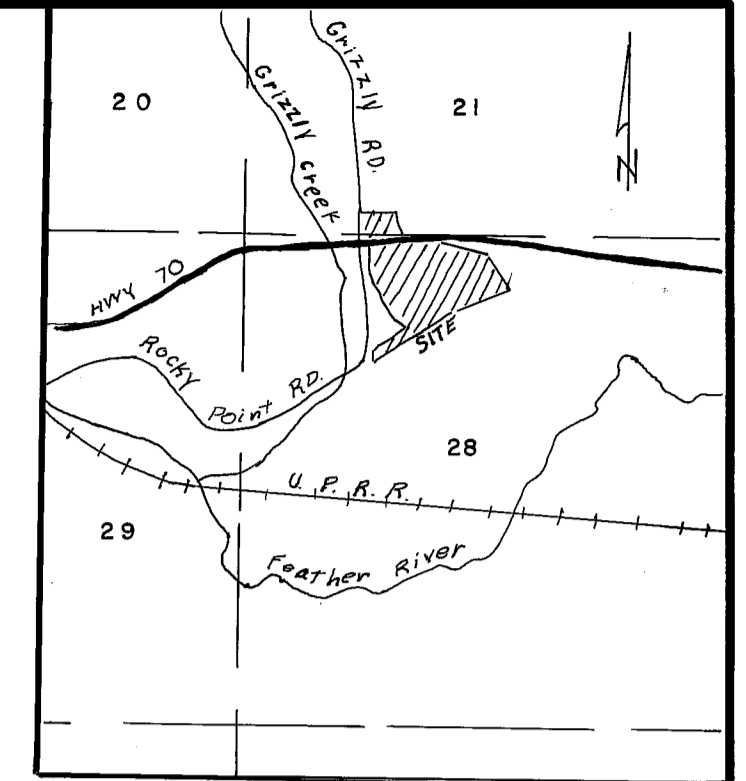 20
21
Grizzly Creek
Grizzly RD.
N
HWY 70
Rocky Point RD.
SITE
28
U. P. R. R.
29
Feather River